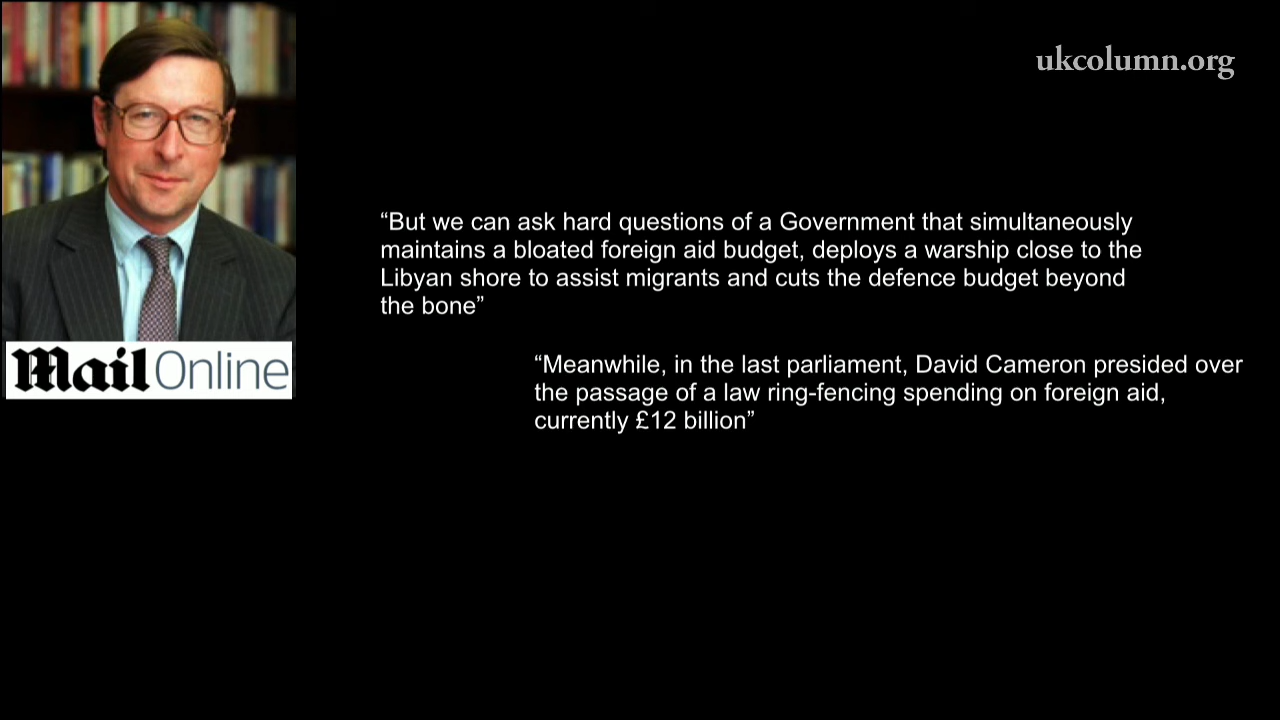 ukcolumn.org
“But we can ask hard questions of a Government that simultaneously
maintains a bloated foreign aid budget, deploys a warship close to the
Libyan shore to assist migrants and cuts the defence budget beyond
the bone”
Mail Online
“Meanwhile, in the last parliament, David Cameron presided over
the passage of a law ring-fencing spending on foreign aid,
currently £12 billion”